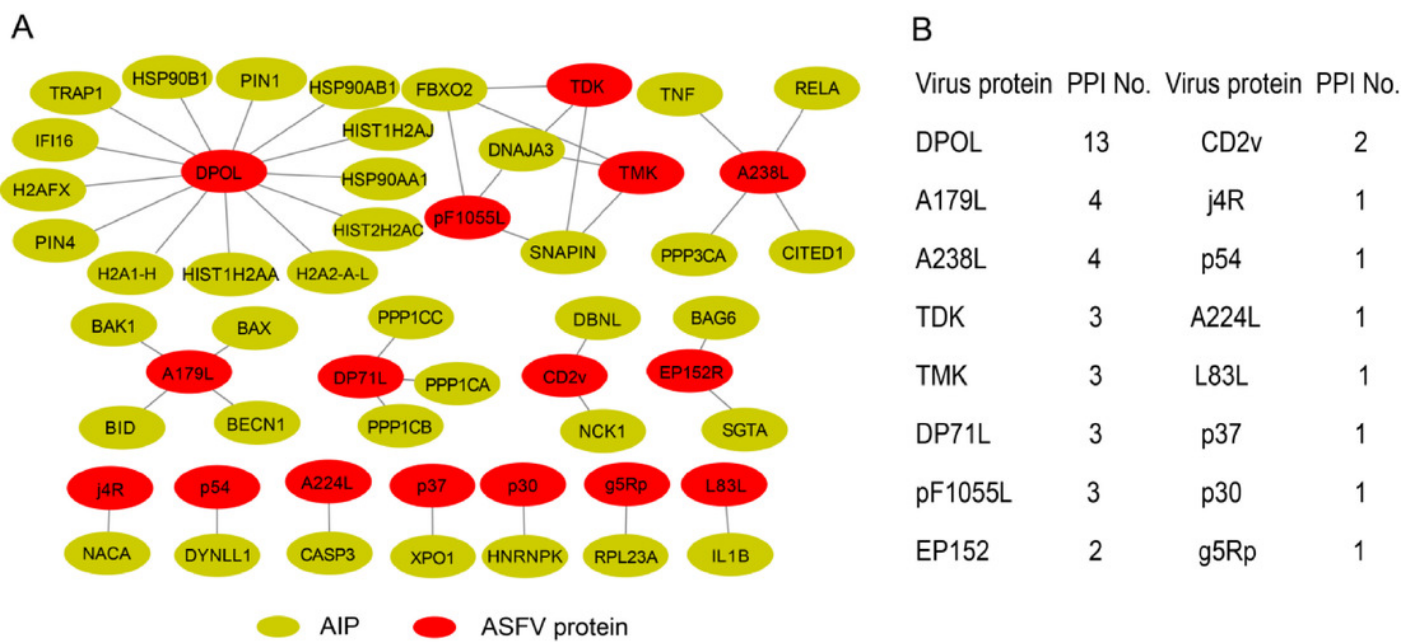 A
HSP90B1
PIN1
TRAP1
HSP90AB1
FBXO2
TDK
TNF
RELA
IFI16
HIST1H2AJ
DNAJA3
DPOL
HSP90AA1
TMK
A238L
H2AFX
PIN4
HIST2H2AC
pF1055L
SNAPIN
PPP3CA
CITED1
H2A1-H
HIST1H2AA
H2A2-A-L
BAK1
BAX
PPP1CC
DBNL
BAG6
A179L
DP71L
PPP1CA
CD2v
EP152R
BID
BECN1
PPP1CB
NCK1
SGTA
j4R
p54
A224L
p37
p30
g5Rp
L83L
NACA
DYNLL1
CASP3
XPO1
HNRNPK
RPL23A
IL1B
AIP
ASFV protein
B
Virus protein PPI No. Virus protein PPI No.
DPOL 13 CD2v 2
A179L 4 j4R 1
A238L 4 p54 1
TDK 3 A224L 1
TMK 3 L83L 1
DP71L 3 p37 1
pF1055L 3 p30 1
EP152 2 g5Rp 1